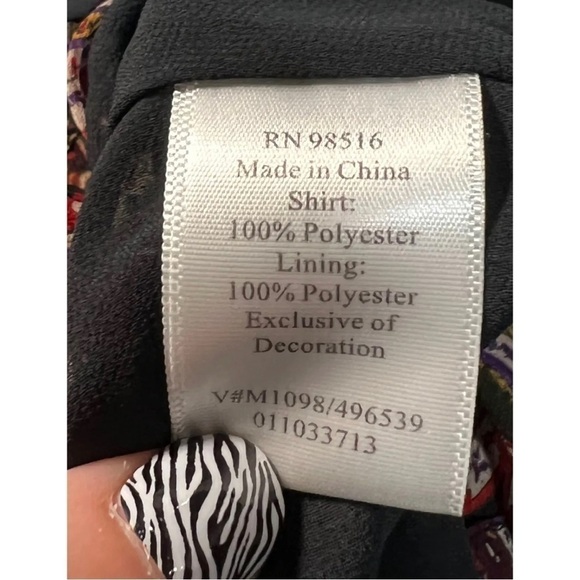 RN 98516
Made in China
Shirt:
100% Polyester
Lining:
100% Polyester
Exclusive of
Decoration
V#M1098/496539
011033713